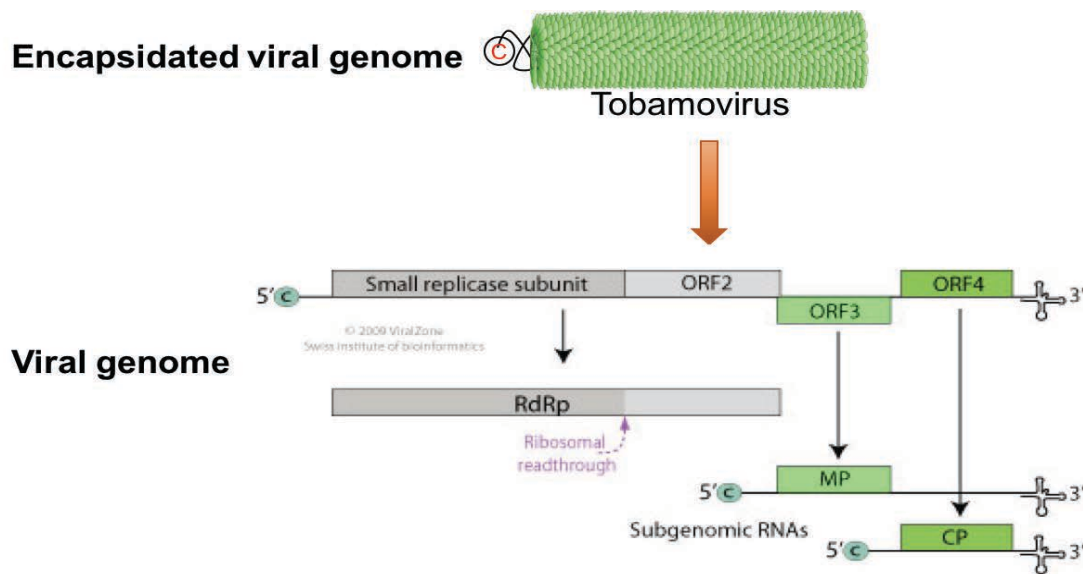 Encapsidated viral genome
C
Tobamovirus
Small replicase subunit
ORF2
ORF4
5' C
3'
ORF3
© 2009 ViralZone
Swiss Institute of bioinformatics
Viral genome
RdRp
Ribosomal
readthrough
MP
5' C
3'
Subgenomic RNAs
CP
5' C
3'